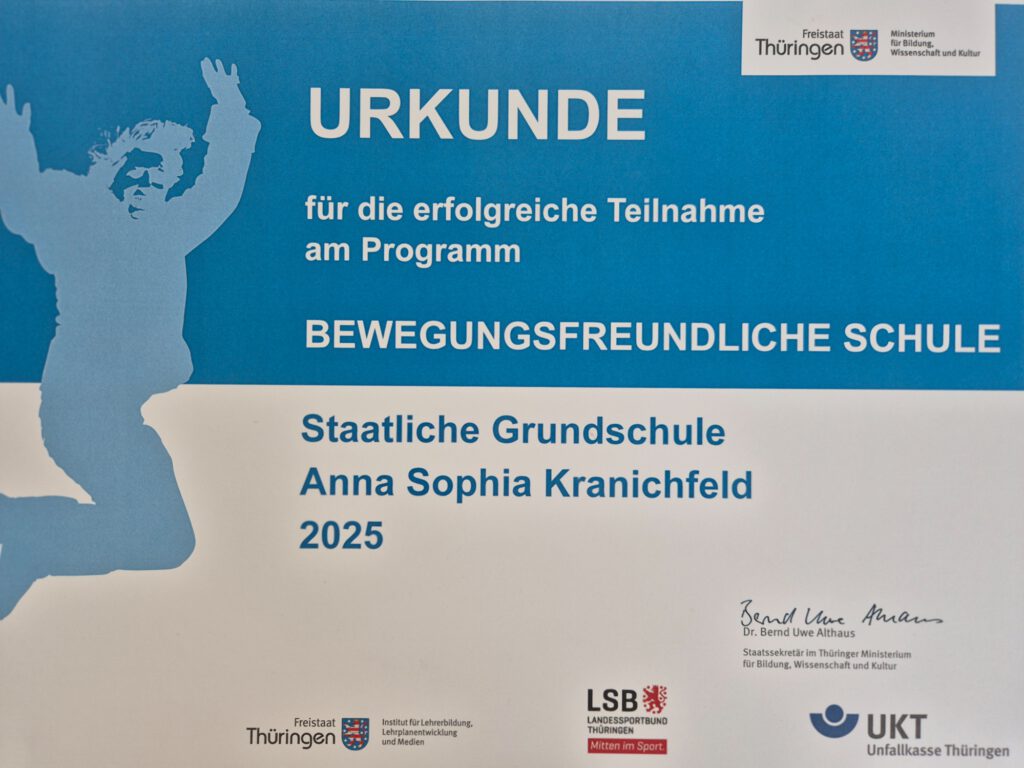 Freistaat
Thüringen
Ministerium
für Bildung,
Wissenschaft und Kultur
URKUNDE
für die erfolgreiche Teilnahme
am Programm
BEWEGUNGSFREUNDLICHE SCHULE
Staatliche Grundschule
Anna Sophia Kranichfeld
2025
Bernd Uwe Althaus
Dr. Bernd Uwe Althaus
Staatssekretär im Thüringer Ministerium
für Bildung, Wissenschaft und Kultur
Freistaat
Thüringen
Institut für Lehrerbildung,
Lehrplanentwicklung
und Medien
LSB
LANDESSPORTBUND
THÜRINGEN
Mitten im Sport.
UKT
Unfallkasse Thüringen